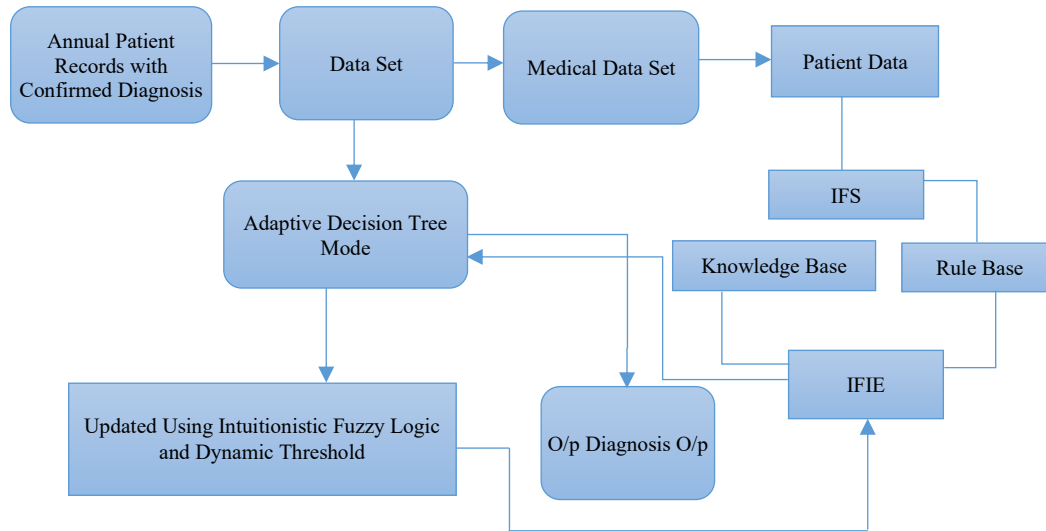 Annual Patient
Records with
Confirmed Diagnosis
Data Set
Medical Data Set
Patient Data
IFS
Adaptive Decision Tree
Mode
Knowledge Base
Rule Base
IFIE
Updated Using Intuitionistic Fuzzy Logic
and Dynamic Threshold
O/p Diagnosis O/p